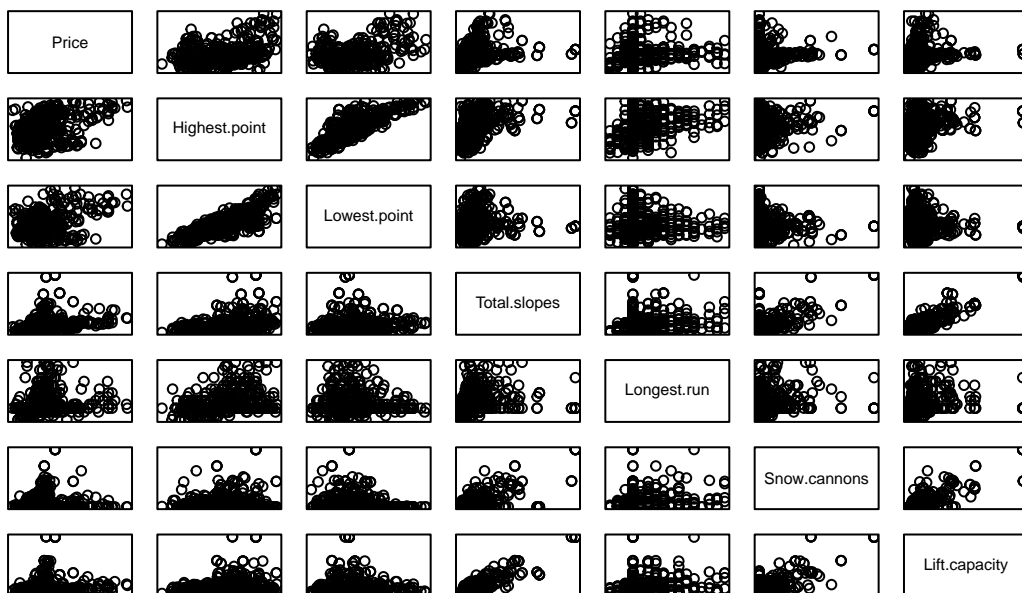 Price
Highest.point
Lowest.point
Total.slopes
Longest.run
Snow.cannons
Lift.capacity